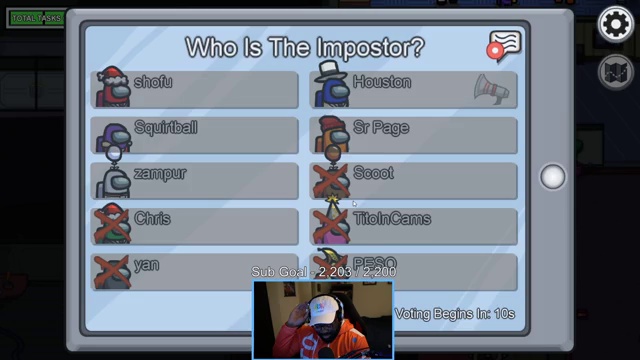 TOTAL TASKS
Who Is The Impostor?
shofu
Houston
Squirtball
Sr Page
zampur
Scoot
Chris
TitoInCams
yan
PESO
Sub Goal - 2,203 / 2,200
Voting Begins In: 10s